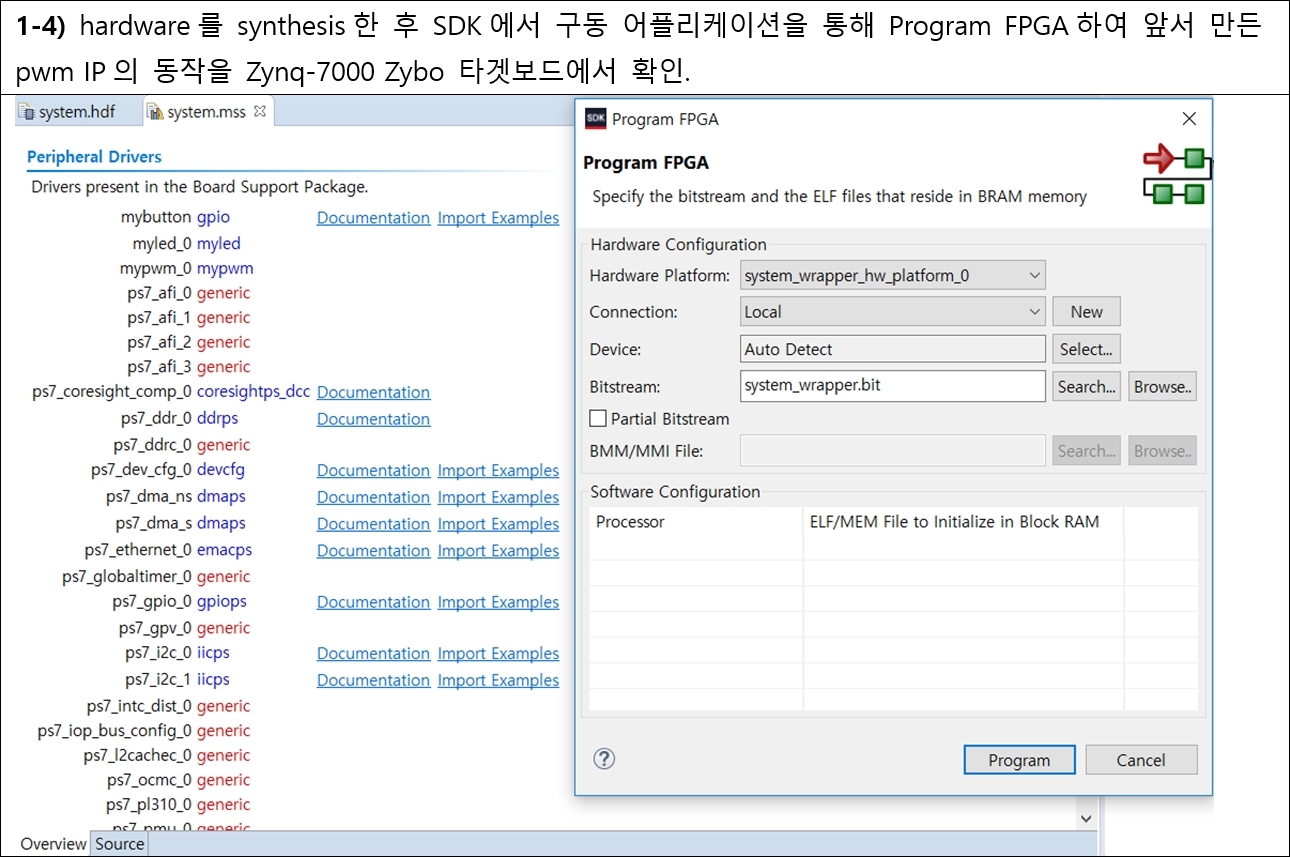 1-4) hardware 를 synthesis 한 후 SDK 에서 구동 어플리케이션을 통해 Program FPGA 하여 앞서 만든
pwm IP 의 동작을 Zynq-7000 Zybo 타겟보드에서 확인.
system.hdf system.mss
Peripheral Drivers
Drivers present in the Board Support Package.
mybutton gpio Documentation Import Examples
myled_0 myled
mypwm_0 mypwm
ps7_afi_0 generic
ps7_afi_1 generic
ps7_afi_2 generic
ps7_afi_3 generic
ps7_coresight_comp_0 coresightps_dcc Documentation
ps7_ddr_0 ddrps Documentation
ps7_ddrc_0 generic
ps7_dev_cfg_0 devcfg Documentation Import Examples
ps7_dma_ns dmaps Documentation Import Examples
ps7_dma_s dmaps Documentation Import Examples
ps7_ethernet_0 emacps Documentation Import Examples
ps7_globaltimer_0 generic
ps7_gpio_0 gpiops Documentation Import Examples
ps7_gpv_0 generic
ps7_i2c_0 iicps Documentation Import Examples
ps7_i2c_1 iicps Documentation Import Examples
ps7_intc_dist_0 generic
ps7_iop_bus_config_0 generic
ps7_l2cachec_0 generic
ps7_ocmc_0 generic
ps7_pl310_0 generic
ps7_pmu_0 generic
Overview Source
SDK Program FPGA
Program FPGA
Specify the bitstream and the ELF files that reside in BRAM memory
Hardware Configuration
Hardware Platform: system_wrapper_hw_platform_0
Connection: Local New
Device: Auto Detect Select...
Bitstream: system_wrapper.bit Search... Browse..
Partial Bitstream
BMM/MMI File: Search... Browse..
Software Configuration
Processor ELF/MEM File to Initialize in Block RAM
Program Cancel